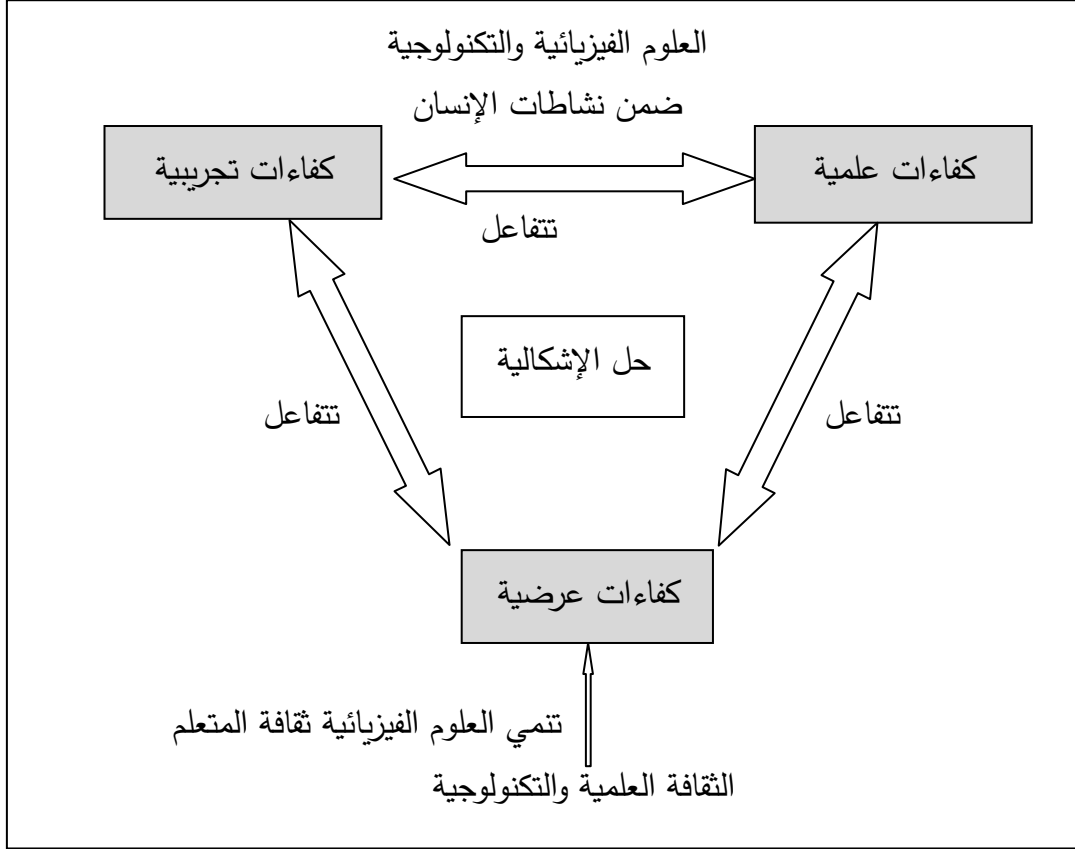 العلوم الفيزيائية والتكنولوجية
ضمن نشاطات الإنسان
كفاءات علمية
كفاءات تجريبية
تتفاعل
حل الإشكالية
تتفاعل
تتفاعل
كفاءات عرضية
تنمي العلوم الفيزيائية ثقافة المتعلم
الثقافة العلمية والتكنولوجية